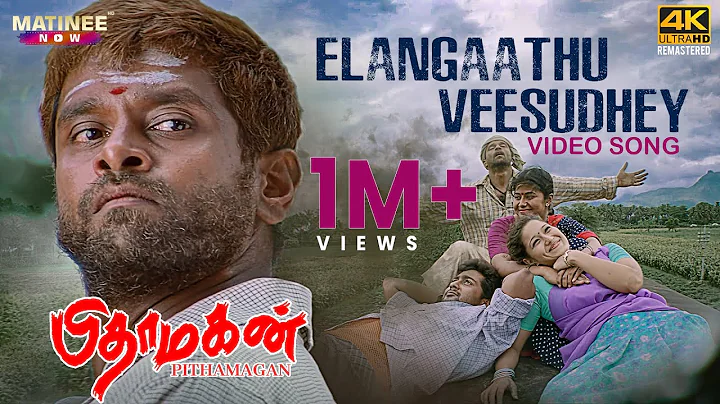 MATINEE
NOW
4K
ULTRA HD
REMASTERED
ELANGAATHU
VEESUDHEY
VIDEO SONG
1M+
VIEWS
பிதாமகன்
PITHAMAGAN